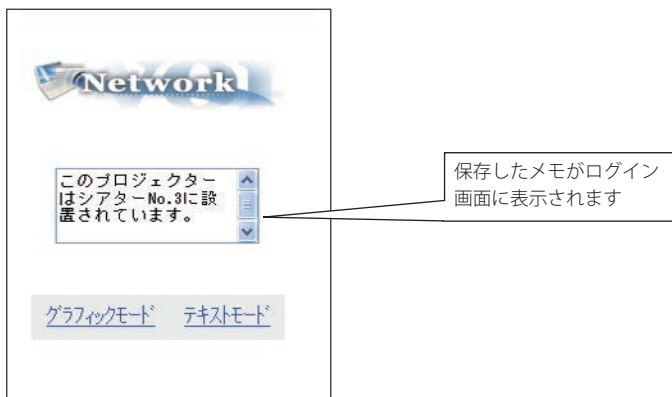 Network
このプロジェクター
はシアターNo.3に設
置されています。
保存したメモがログイン
画面に表示されます
グラフィックモード テキストモード